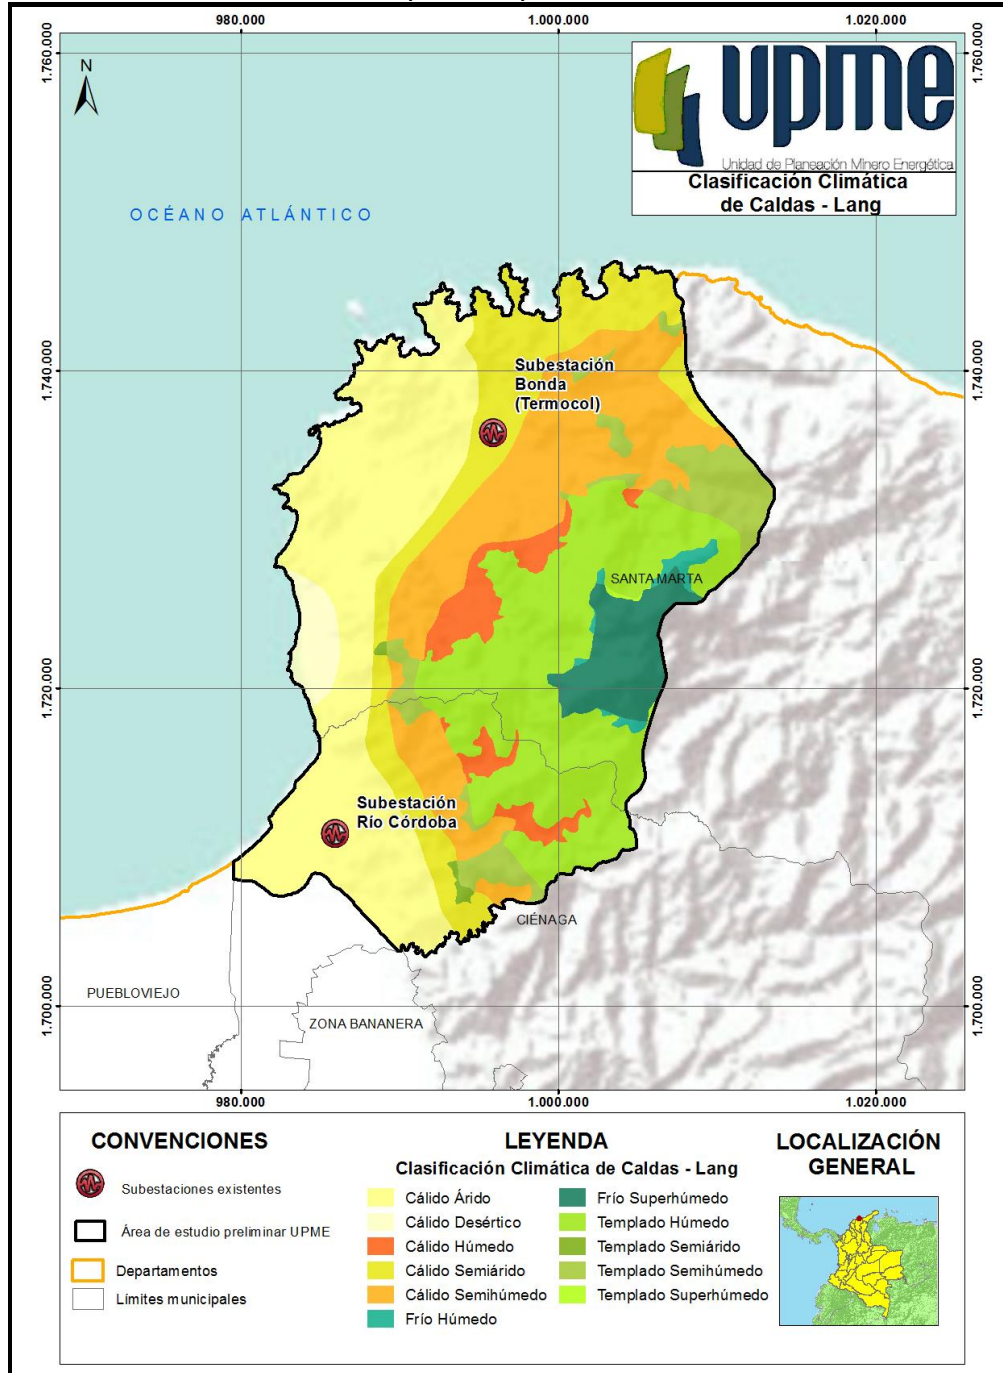 980.000
1.000.000
1.020.000
1.760.000
1.760.000
N
upme
Unidad de Planeación Minero Energética
Clasificación Climática
de Caldas - Lang
OCÉANO ATLÁNTICO
1.740.000
1.740.000
Subestación
Bonda
(Termocol)
SANTA MARTA
1.720.000
1.720.000
Subestación
Río Córdoba
CIÉNAGA
PUEBLOVIEJO
ZONA BANANERA
1.700.000
1.700.000
980.000
1.000.000
1.020.000
CONVENCIONES
Subestaciones existentes
Área de estudio preliminar UPME
Departamentos
Límites municipales
LEYENDA
Clasificación Climática de Caldas - Lang
Cálido Árido
Cálido Desértico
Cálido Húmedo
Cálido Semiárido
Cálido Semihúmedo
Frío Húmedo
Frío Superhúmedo
Templado Húmedo
Templado Semiárido
Templado Semihúmedo
Templado Superhúmedo
LOCALIZACIÓN
GENERAL